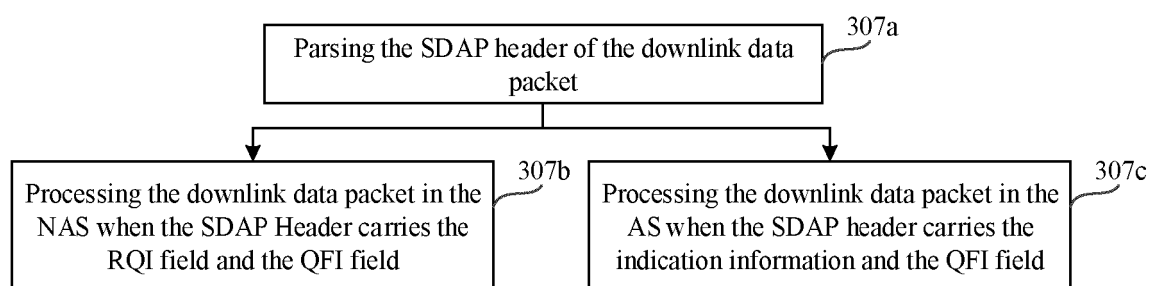 Parsing the SDAP header of the downlink data
packet
307a
Processing the downlink data packet in the
NAS when the SDAP Header carries the
RQI field and the QFI field
307b
Processing the downlink data packet in the
AS when the SDAP header carries the
indication information and the QFI field
307c